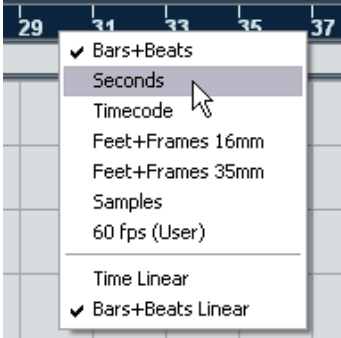 29 31 33 35 37
Bars+Beats
Seconds
Timecode
Feet+Frames 16mm
Feet+Frames 35mm
Samples
60 fps (User)
Time Linear
Bars+Beats Linear